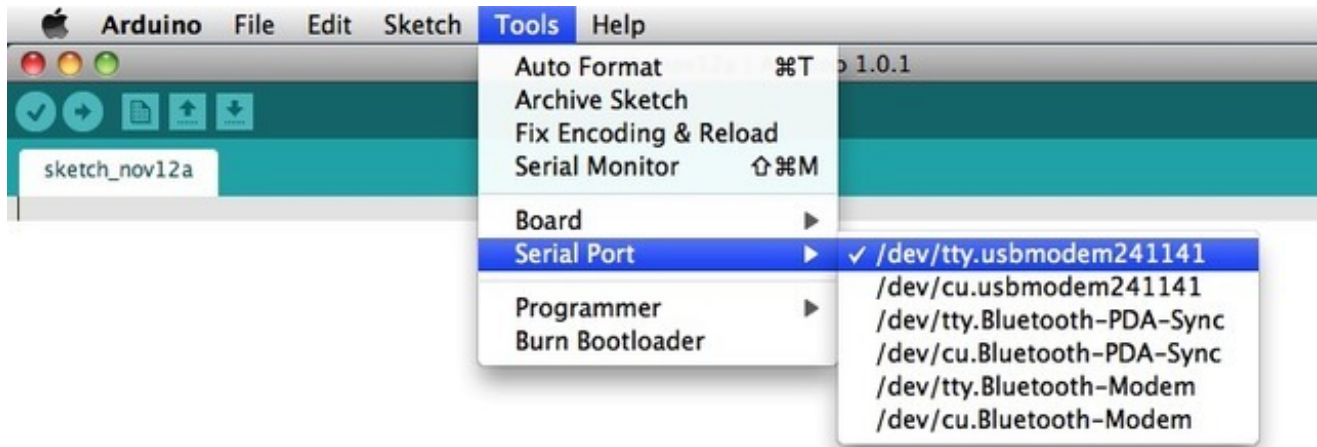 Arduino File Edit Sketch Tools Help
1.0.1
sketch_nov12a
Auto Format ⌘T
Archive Sketch
Fix Encoding & Reload
Serial Monitor ⇧⌘M
Board
Serial Port
Programmer
Burn Bootloader
✓ /dev/tty.usbmodem241141
/dev/cu.usbmodem241141
/dev/tty.Bluetooth-PDA-Sync
/dev/cu.Bluetooth-PDA-Sync
/dev/tty.Bluetooth-Modem
/dev/cu.Bluetooth-Modem